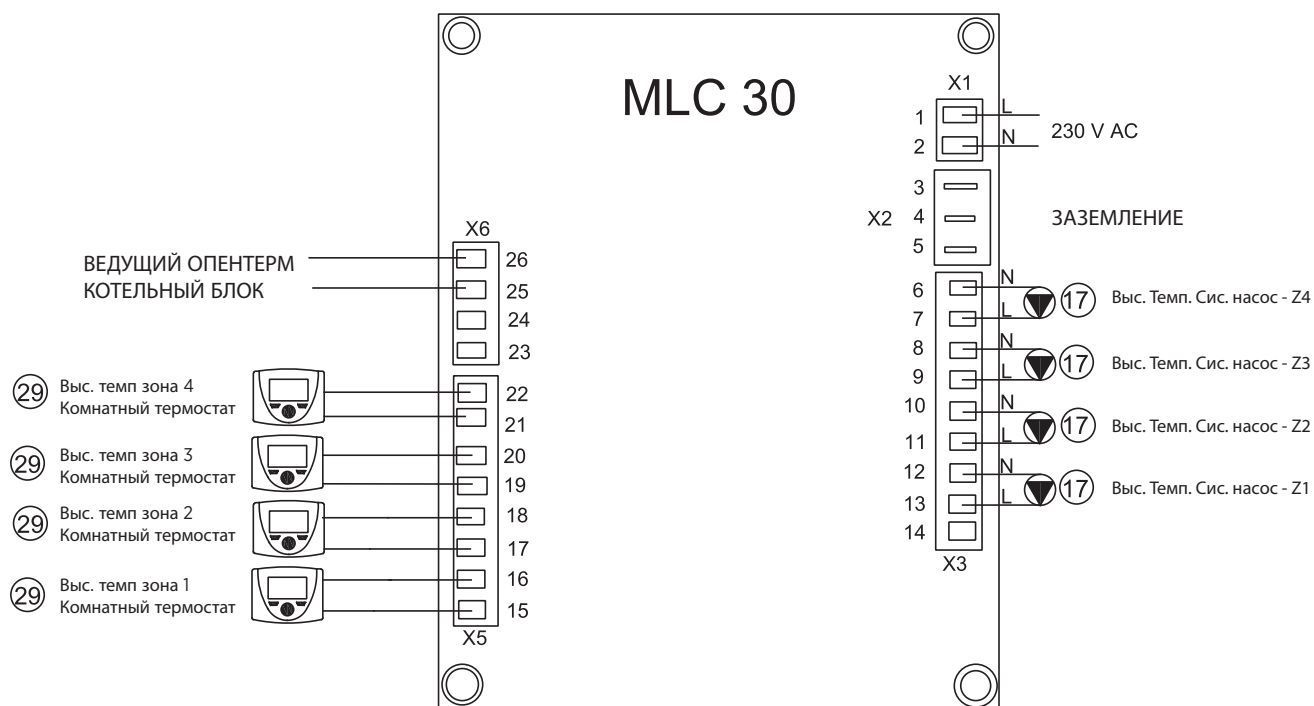 MLC 30
X1
1
L
2
N
230 V AC
3
X2
4
ЗАЗЕМЛЕНИЕ
5
X6
ВЕДУЩИЙ ОПЕНТЕРМ
КОТЕЛЬНЫЙ БЛОК
26
25
24
23
6
N
7
L
17
Выс. Темп. Сис. насос - Z4
8
N
9
L
17
Выс. Темп. Сис. насос - Z3
10
N
11
L
17
Выс. Темп. Сис. насос - Z2
12
N
13
L
17
Выс. Темп. Сис. насос - Z1
14
X3
29
Выс. темп зона 4
Комнатный термостат
22
21
29
Выс. темп зона 3
Комнатный термостат
20
19
29
Выс. темп зона 2
Комнатный термостат
18
17
29
Выс. темп зона 1
Комнатный термостат
16
15
X5